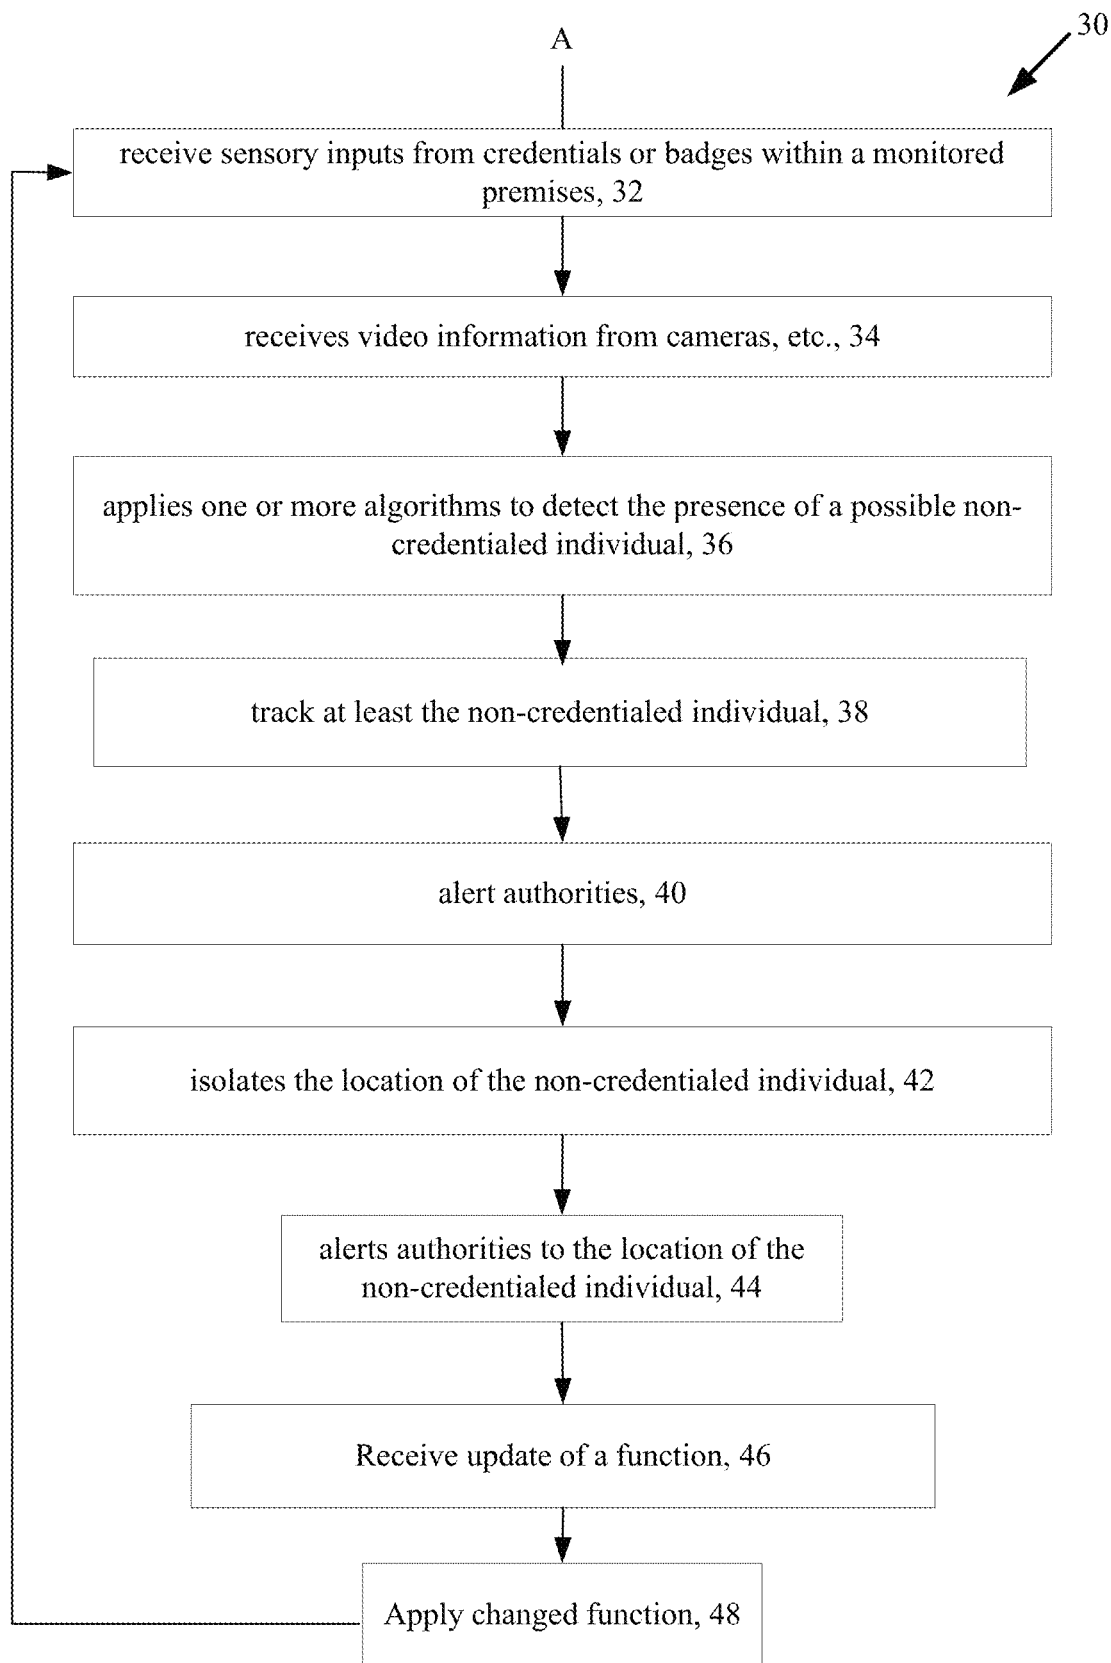 30
A
receive sensory inputs from credentials or badges within a monitored
premises, 32
receives video information from cameras, etc., 34
applies one or more algorithms to detect the presence of a possible non-
credentialed individual, 36
track at least the non-credentialed individual, 38
alert authorities, 40
isolates the location of the non-credentialed individual, 42
alerts authorities to the location of the
non-credentialed individual, 44
Receive update of a function, 46
Apply changed function, 48